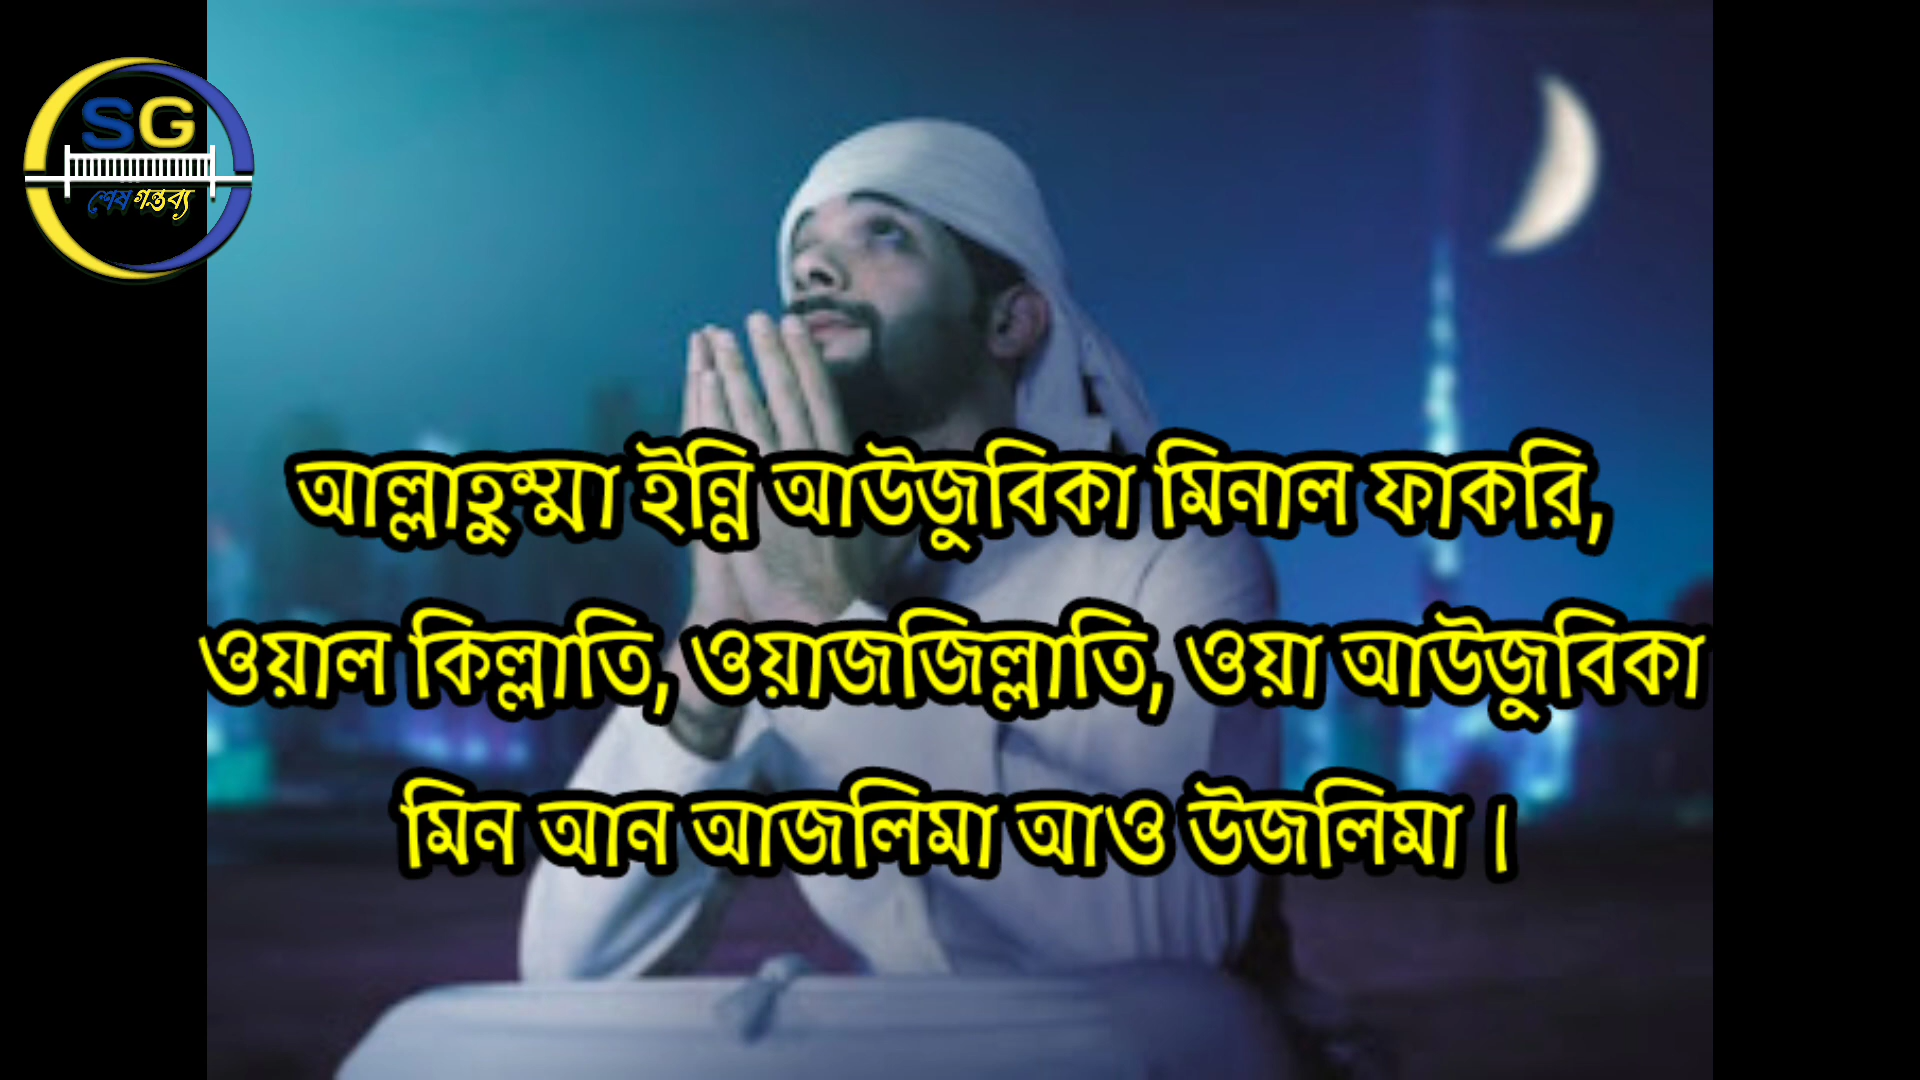 SG
শেষ গন্তব্য
আল্লাহুম্মা ইন্নি আউজুবিকা মিনাল ফাকরি,
ওয়াল কিল্লাতি, ওয়াজজিল্লাতি, ওয়া আউজুবিকা
মিন আন আজলিমা আও উজলিমা ।